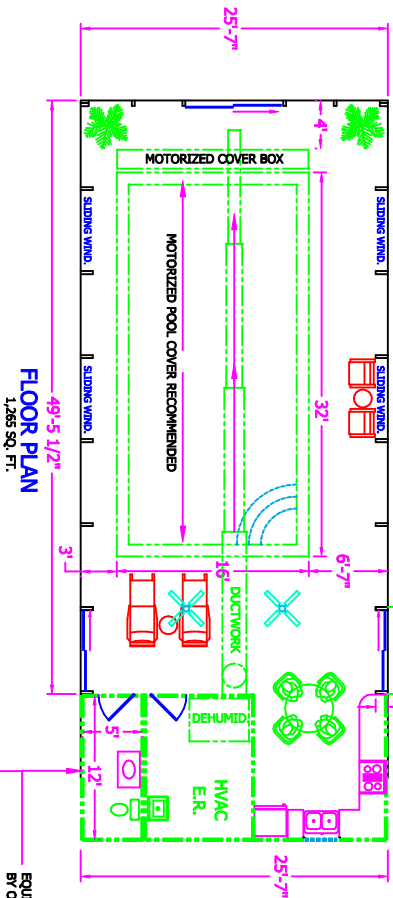 25'-7"
4'
MOTORIZED COVER BOX
SLIDING WIND.
SLIDING WIND.
MOTORIZED POOL COVER RECOMMENDED
32'
SLIDING WIND.
SLIDING WIND.
FLOOR PLAN
1,265 SQ. FT.
49'-5 1/2"
3'
16'
6'-7"
DUCTWORK
DEHUMID
5'
12'
HVAC
E.R.
25'-7"
EQUI
BY C